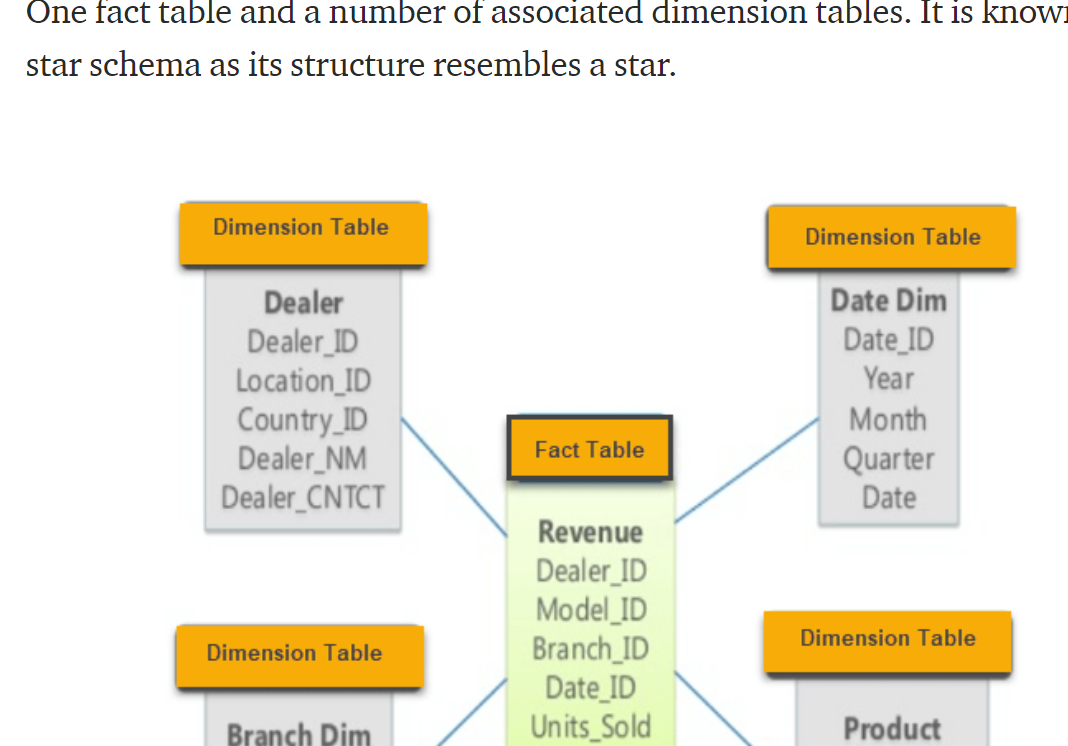 One fact table and a number of associated dimension tables. It is known
star schema as its structure resembles a star.
Dimension Table
Dealer
Dealer_ID
Location_ID
Country_ID
Dealer_NM
Dealer_CNTCT
Dimension Table
Date Dim
Date_ID
Year
Month
Quarter
Date
Fact Table
Revenue
Dealer_ID
Model_ID
Branch_ID
Date_ID
Units_Sold
Dimension Table
Branch Dim
Dimension Table
Product